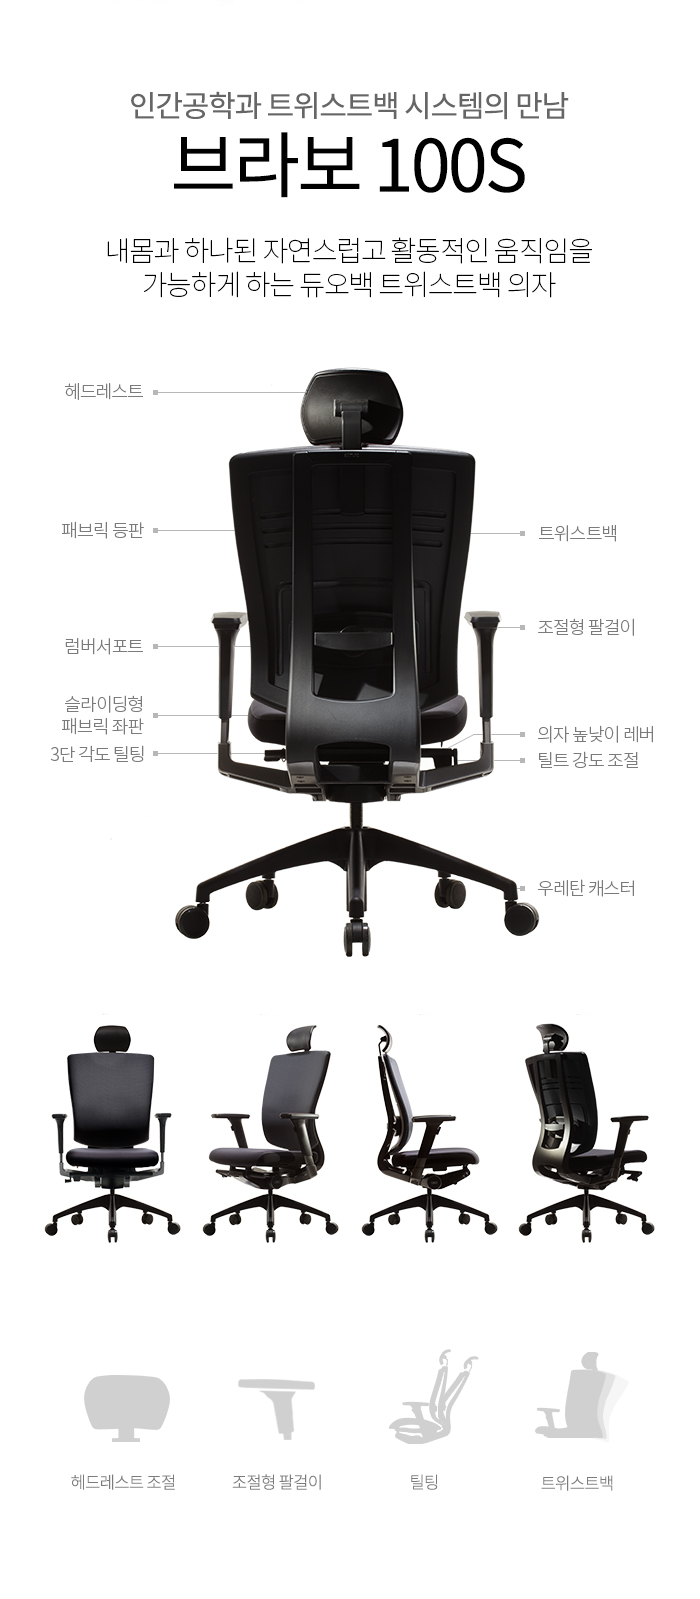 인간공학과 트위스트백 시스템의 만남
브라보 100S
내몸과 하나된 자연스럽고 활동적인 움직임을
가능하게 하는 듀오백 트위스트백 의자
헤드레스트
패브릭 등판
트위스트백
조절형 팔걸이
럼버서포트
슬라이딩형
패브릭 좌판
3단 각도 틸팅
의자 높낮이 레버
틸트 강도 조절
우레탄 캐스터
헤드레스트 조절
조절형 팔걸이
틸팅
트위스트백